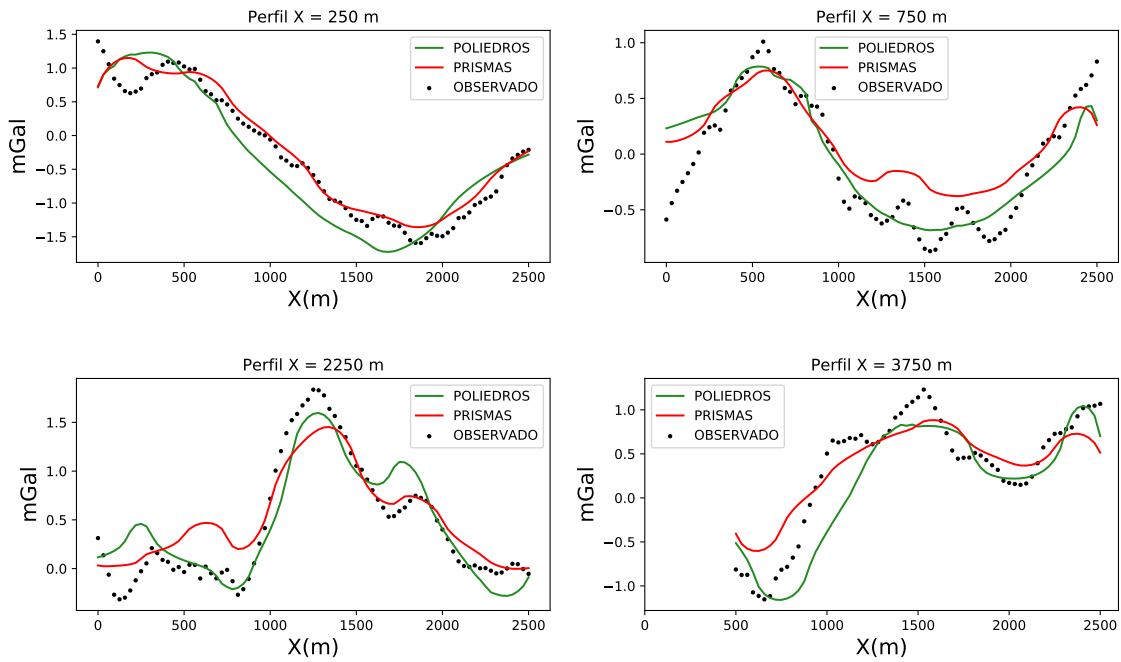 Perfil X = 250 m
1.5
1.0
0.5
0.0
−0.5
−1.0
−1.5
mGal
POLIEDROS
PRISMAS
OBSERVADO
0 500 1000 1500 2000 2500
X(m)
Perfil X = 750 m
1.0
0.5
0.0
−0.5
mGal
POLIEDROS
PRISMAS
OBSERVADO
0 500 1000 1500 2000 2500
X(m)
Perfil X = 2250 m
1.5
1.0
0.5
0.0
mGal
POLIEDROS
PRISMAS
OBSERVADO
0 500 1000 1500 2000 2500
X(m)
Perfil X = 3750 m
1.0
0.5
0.0
−0.5
−1.0
mGal
POLIEDROS
PRISMAS
OBSERVADO
0 500 1000 1500 2000 2500
X(m)